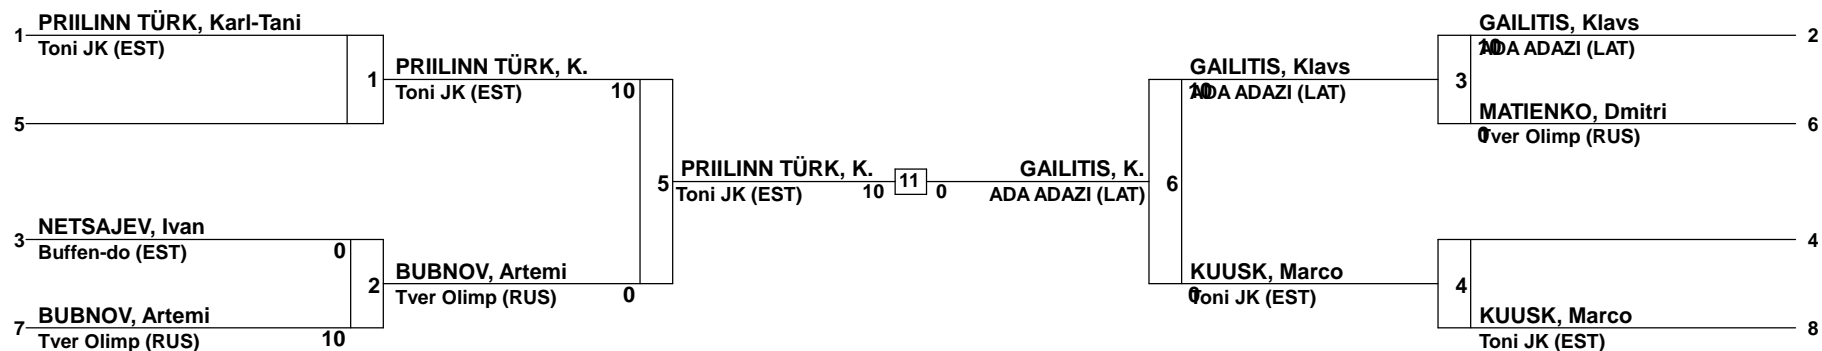 1 PRIILINN TÜRK, Karl-Tani
Toni JK (EST)
5
1
PRIILINN TÜRK, K.
Toni JK (EST) 10
3 NETSAJEV, Ivan
Buffen-do (EST) 0
7 BUBNOV, Artemi
Tver Olimp (RUS) 10
2
BUBNOV, Artemi
Tver Olimp (RUS) 0
5
PRIILINN TÜRK, K.
Toni JK (EST) 10
11
GAILITIS, K.
0 ADA ADAZI (LAT)
6
GAILITIS, Klavs
10 ADA ADAZI (LAT)
KUUSK, Marco
0 Toni JK (EST)
3
GAILITIS, Klavs 2
10 ADA ADAZI (LAT)
MATIENKO, Dmitri 6
0 Tver Olimp (RUS)
4
4
KUUSK, Marco 8
Toni JK (EST)